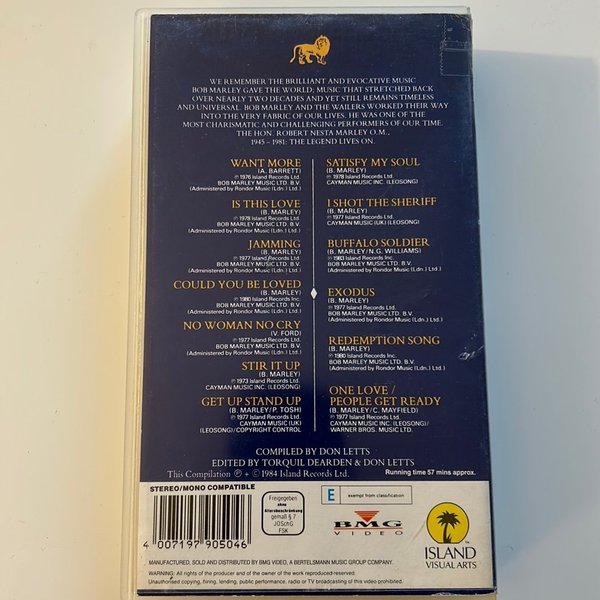 WE REMEMBER THE BRILLIANT AND EVOCATIVE MUSIC
BOB MARLEY GAVE THE WORLD; MUSIC THAT STRETCHED BACK
OVER NEARLY TWO DECADES AND YET STILL REMAINS TIMELESS
AND UNIVERSAL. BOB MARLEY AND THE WAILERS WORKED THEIR WAY
INTO THE VERY FABRIC OF OUR LIVES. HE WAS ONE OF THE
MOST CHARISMATIC AND CHALLENGING PERFORMERS OF OUR TIME.
THE HON. ROBERT NESTA MARLEY O.M.,
1945 – 1981: THE LEGEND LIVES ON.
WANT MORE
(A. BARRETT)
℗ 1976 Island Records Ltd.
BOB MARLEY MUSIC LTD. B.V.
(Administered by Rondor Music (Ldn.) Ltd.)
IS THIS LOVE
(B. MARLEY)
℗ 1978 Island Records Ltd.
BOB MARLEY MUSIC LTD. B.V.
(Administered by Rondor Music (Ldn.) Ltd.)
JAMMING
(B. MARLEY)
℗ 1977 Island Records Ltd.
BOB MARLEY MUSIC LTD. B.V.
(Administered by Rondor Music (Ldn.) Ltd.)
COULD YOU BE LOVED
(B. MARLEY)
℗ 1980 Island Records Inc.
BOB MARLEY MUSIC LTD. B.V.
(Administered by Rondor Music (Ldn.) Ltd.)
NO WOMAN NO CRY
(V. FORD)
℗ 1977 Island Records Ltd.
BOB MARLEY MUSIC LTD. B.V.
(Administered by Rondor Music (Ldn.) Ltd.)
STIR IT UP
(B. MARLEY)
℗ 1973 Island Records Ltd.
CAYMAN MUSIC INC. (LEOSONG)
GET UP STAND UP
(B. MARLEY/P. TOSH)
℗ 1977 Island Records Ltd.
CAYMAN MUSIC (UK)
(LEOSONG)/COPYRIGHT CONTROL
SATISFY MY SOUL
(B. MARLEY)
℗ 1978 Island Records Ltd.
CAYMAN MUSIC INC. (LEOSONG)
I SHOT THE SHERIFF
(B. MARLEY)
℗ 1977 Island Records Ltd.
CAYMAN MUSIC (UK) (LEOSONG)
BUFFALO SOLDIER
(B. MARLEY/N.G. WILLIAMS)
℗ 1983 Island Records Inc.
BOB MARLEY MUSIC LTD. B.V.
(Administered by Rondor Music (Ldn.) Ltd.)
EXODUS
(B. MARLEY)
℗ 1977 Island Records Ltd.
BOB MARLEY MUSIC LTD. B.V.
(Administered by Rondor Music (Ldn.) Ltd.)
REDEMPTION SONG
(B. MARLEY)
℗ 1980 Island Records Inc.
BOB MARLEY MUSIC LTD. B.V.
(Administered by Rondor Music (Ldn.) Ltd.)
ONE LOVE /
PEOPLE GET READY
(B. MARLEY/C. MAYFIELD)
℗ 1977 Island Records Ltd.
CAYMAN MUSIC INC. (LEOSONG)/
WARNER BROS. MUSIC LTD.
COMPILED BY DON LETTS
EDITED BY TORQUIL DEARDEN & DON LETTS
This Compilation ℗ + © 1984 Island Records Ltd.
Running time 57 mins approx.
STEREO/MONO COMPATIBLE
4 007197 905046
Freigegeben
ohne
Altersbeschränkung
gemäß § 7
JÖSchG
FSK
E
exempt from classification
BMG
VIDEO
ISLAND
VISUAL ARTS
TM
MANUFACTURED, SOLD AND DISTRIBUTED BY BMG VIDEO, A BERTELSMANN MUSIC GROUP COMPANY.
WARNING: All rights of the producer and of the owner of the work reproduced-reserved.
Unauthorised copying, hiring, lending, public performance, radio or TV broadcasting of this video prohibited.